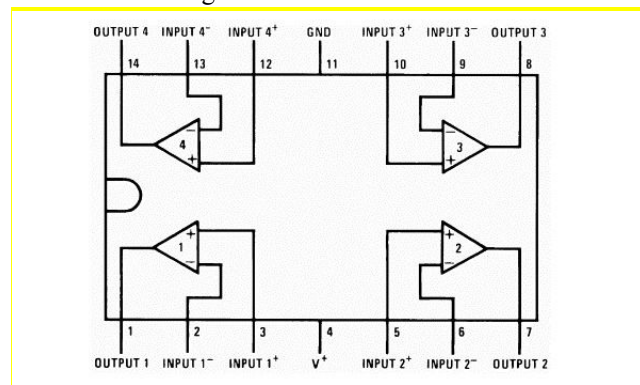 OUTPUT 4 INPUT 4⁻ INPUT 4⁺ GND INPUT 3⁺ INPUT 3⁻ OUTPUT 3
14 13 12 11 10 9 8
4 − + − + 3
1 + − + − 2
1 2 3 4 5 6 7
OUTPUT 1 INPUT 1⁻ INPUT 1⁺ V⁺ INPUT 2⁺ INPUT 2⁻ OUTPUT 2